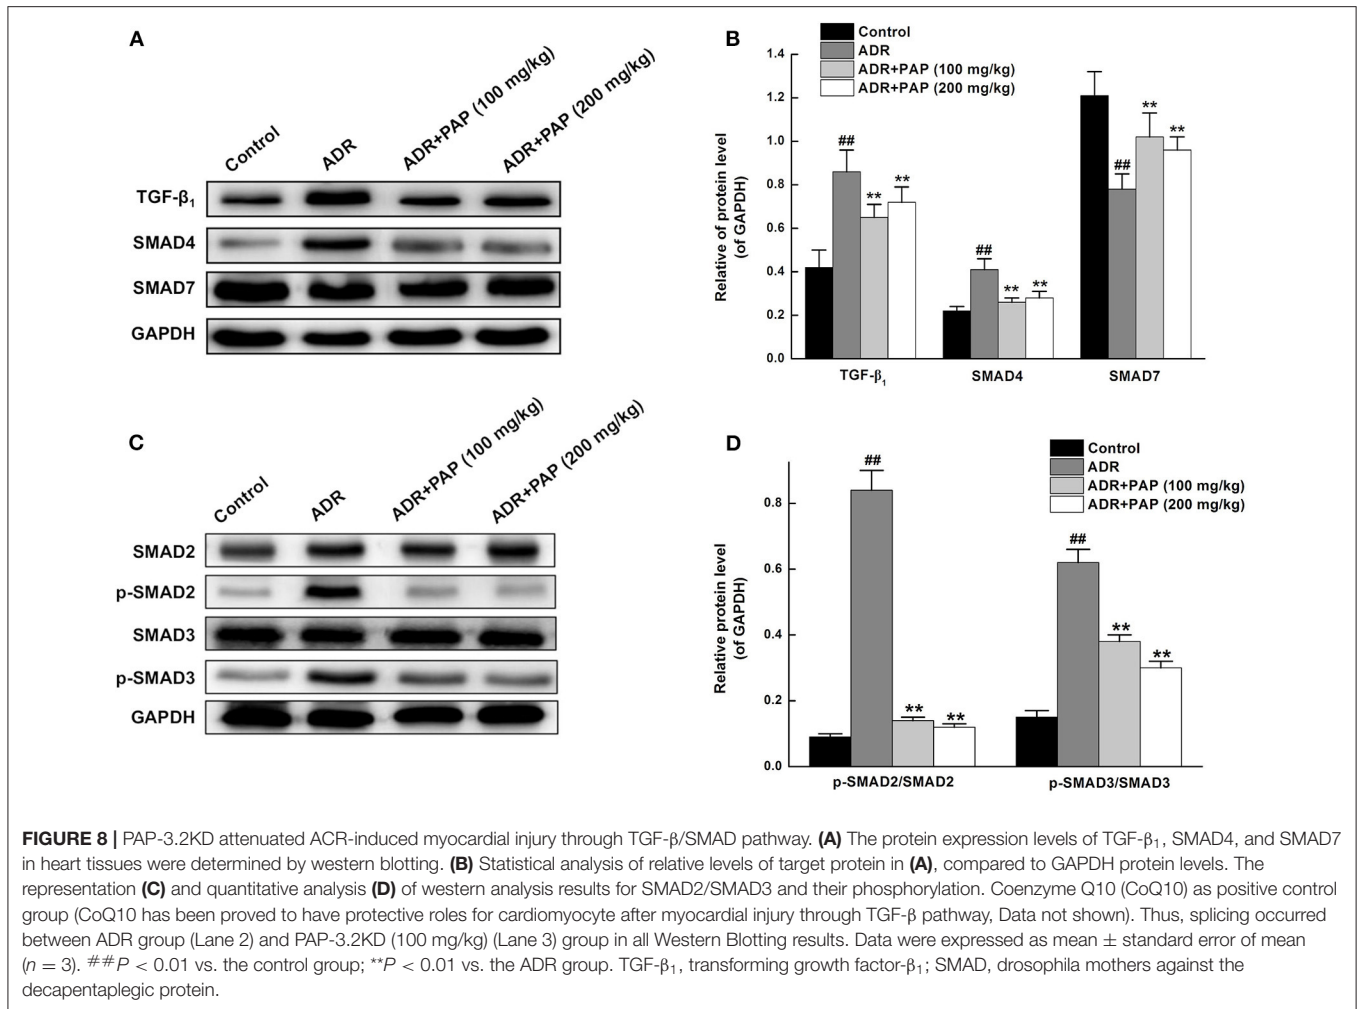 A
Control
ADR
ADR+PAP (100 mg/kg)
ADR+PAP (200 mg/kg)
TGF-β₁
SMAD4
SMAD7
GAPDH
B
Control
ADR
ADR+PAP (100 mg/kg)
ADR+PAP (200 mg/kg)
Relative of protein level
(of GAPDH)
1.4
1.2
1.0
0.8
0.6
0.4
0.2
0.0
##
**
**
##
**
**
##
**
**
TGF-β₁
SMAD4
SMAD7
C
Control
ADR
ADR+PAP (100 mg/kg)
ADR+PAP (200 mg/kg)
SMAD2
p-SMAD2
SMAD3
p-SMAD3
GAPDH
D
Control
ADR
ADR+PAP (100 mg/kg)
ADR+PAP (200 mg/kg)
Relative protein level
(of GAPDH)
0.8
0.6
0.4
0.2
0.0
##
**
**
##
**
**
p-SMAD2/SMAD2
p-SMAD3/SMAD3
FIGURE 8 | PAP-3.2KD attenuated ACR-induced myocardial injury through TGF-β/SMAD pathway. (A) The protein expression levels of TGF-β₁, SMAD4, and SMAD7
in heart tissues were determined by western blotting. (B) Statistical analysis of relative levels of target protein in (A), compared to GAPDH protein levels. The
representation (C) and quantitative analysis (D) of western analysis results for SMAD2/SMAD3 and their phosphorylation. Coenzyme Q10 (CoQ10) as positive control
group (CoQ10 has been proved to have protective roles for cardiomyocyte after myocardial injury through TGF-β pathway, Data not shown). Thus, splicing occurred
between ADR group (Lane 2) and PAP-3.2KD (100 mg/kg) (Lane 3) group in all Western Blotting results. Data were expressed as mean ± standard error of mean
(n = 3). ##P < 0.01 vs. the control group; **P < 0.01 vs. the ADR group. TGF-β₁, transforming growth factor-β₁; SMAD, drosophila mothers against the
decapentaplegic protein.